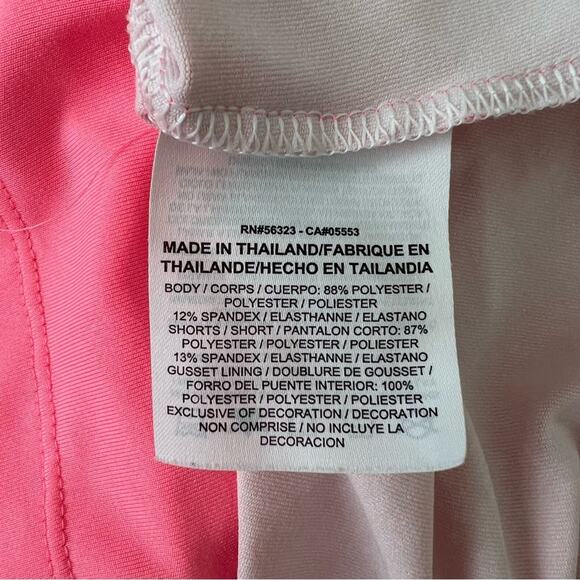 RN#56323 - CA#05553
MADE IN THAILAND/FABRIQUE EN
THAILANDE/HECHO EN TAILANDIA
BODY / CORPS / CUERPO: 88% POLYESTER /
POLYESTER / POLIESTER
12% SPANDEX / ELASTHANNE / ELASTANO
SHORTS / SHORT / PANTALON CORTO: 87%
POLYESTER / POLYESTER / POLIESTER
13% SPANDEX / ELASTHANNE / ELASTANO
GUSSET LINING / DOUBLURE DE GOUSSET /
FORRO DEL PUENTE INTERIOR: 100%
POLYESTER / POLYESTER / POLIESTER
EXCLUSIVE OF DECORATION / DECORATION
NON COMPRISE / NO INCLUYE LA
DECORACION